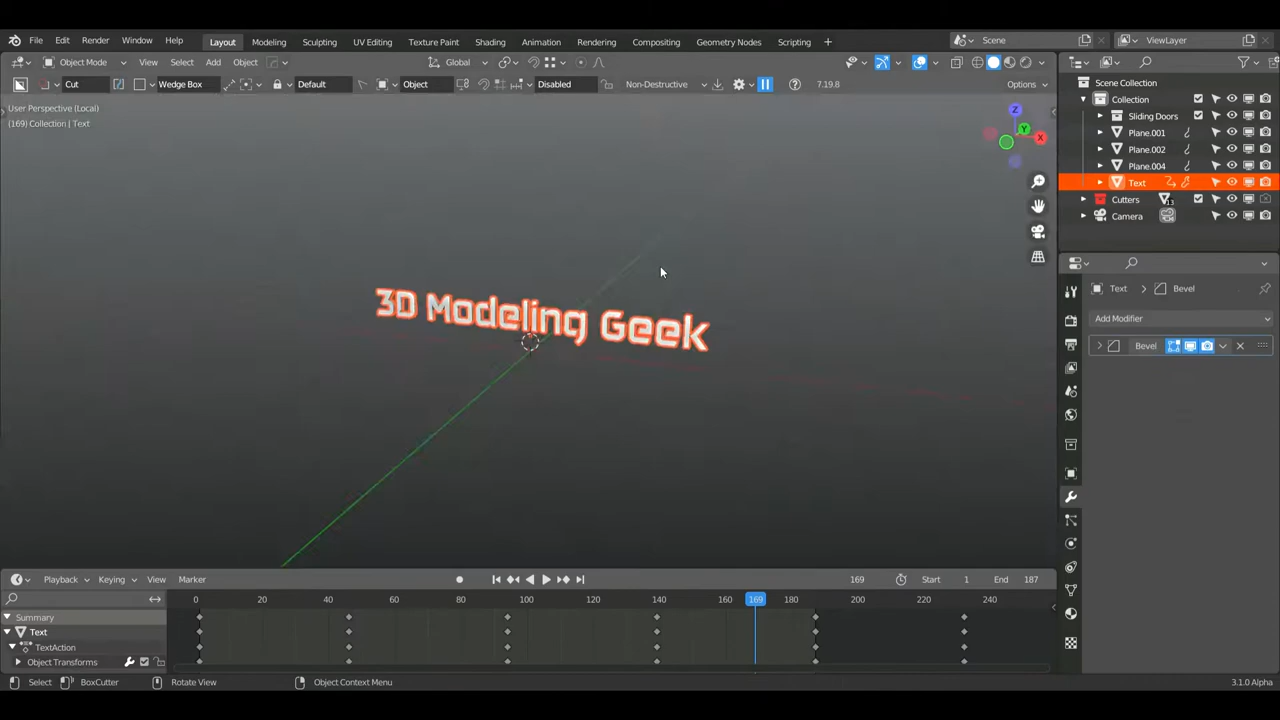 File Edit Render Window Help Layout Modeling Sculpting UV Editing Texture Paint Shading Animation Rendering Compositing Geometry Nodes Scripting + Scene ViewLayer
Object Mode View Select Add Object Global
Cut Wedge Box Default Object Disabled Non-Destructive 7.19.8 Options
User Perspective (Local)
(169) Collection | Text
Z
Y
X
3D Modeling Geek
Scene Collection
Collection
Sliding Doors
Plane.001
Plane.002
Plane.004
Text
Cutters 13
Camera
Text Bevel
Add Modifier
Bevel
Playback Keying View Marker 169 Start 1 End 187
0 20 40 60 80 100 120 140 160 169 180 200 220 240
Summary
Text
TextAction
Object Transforms
Select BoxCutter Rotate View Object Context Menu 3.1.0 Alpha